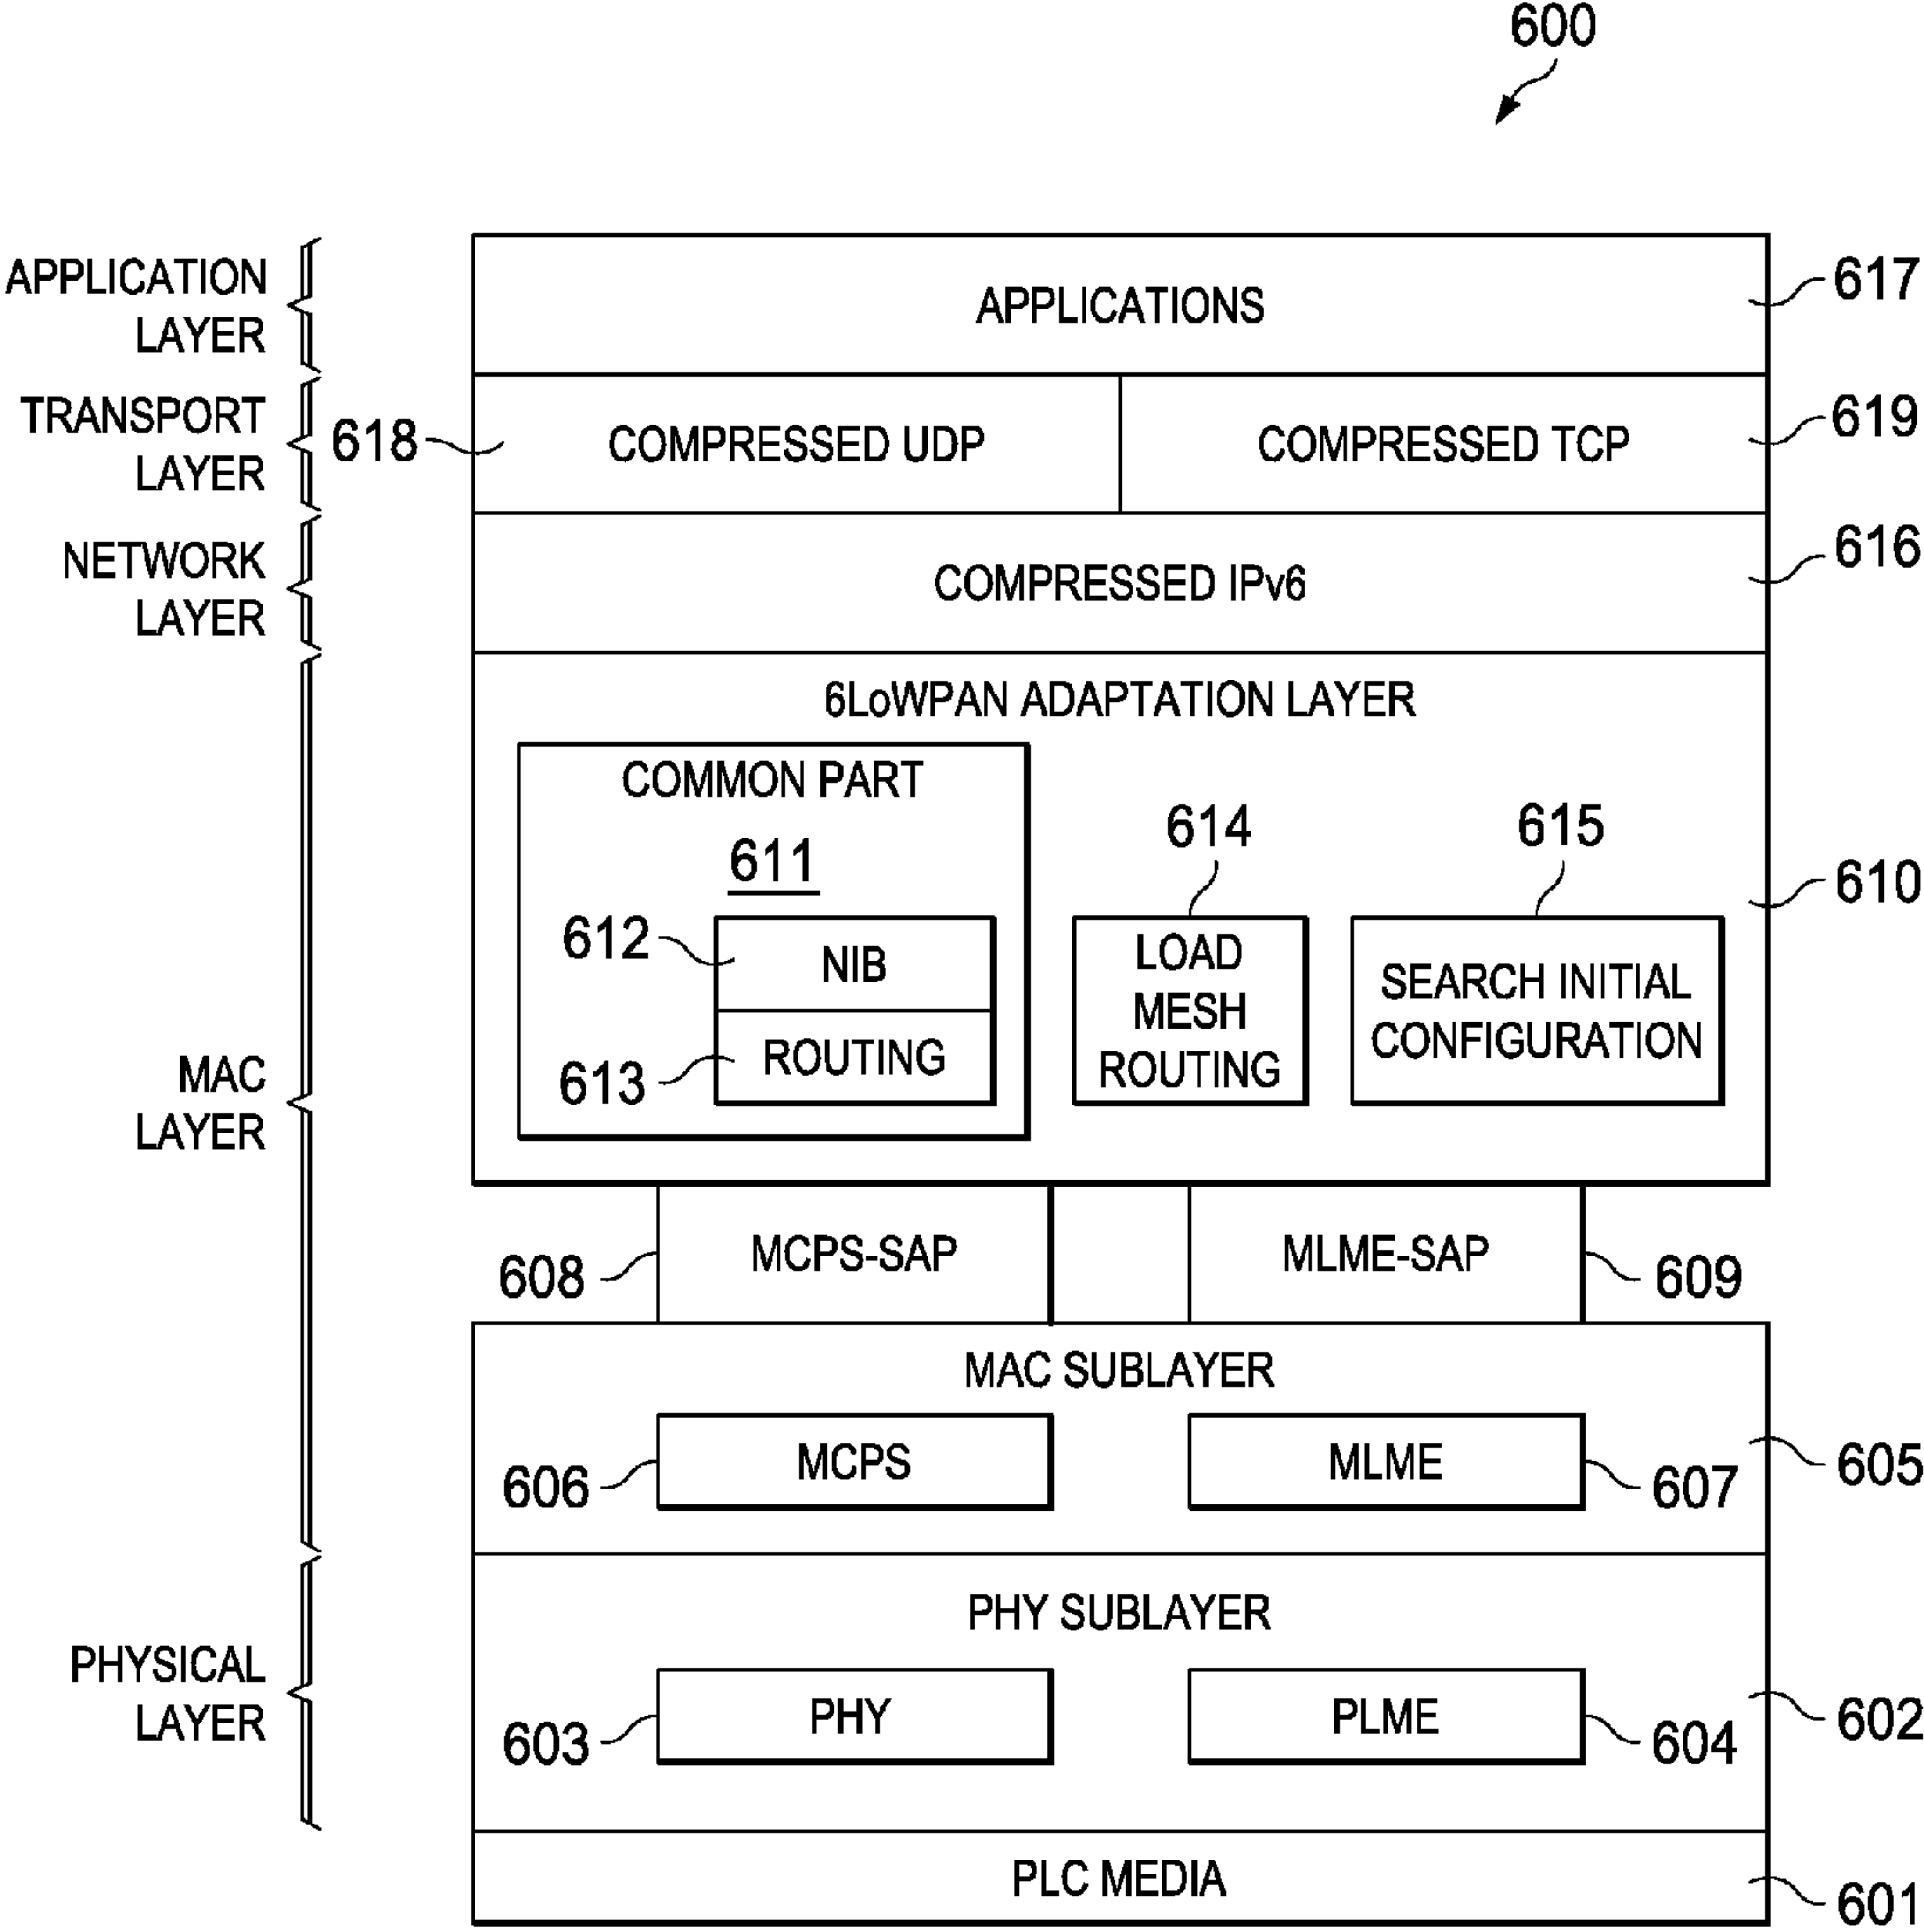 600
APPLICATION
LAYER
APPLICATIONS
617
TRANSPORT
LAYER
618
COMPRESSED UDP
COMPRESSED TCP
619
NETWORK
LAYER
COMPRESSED IPv6
616
6LoWPAN ADAPTATION LAYER
COMMON PART
611
612
NIB
613
ROUTING
614
LOAD
MESH
ROUTING
615
SEARCH INITIAL
CONFIGURATION
610
MAC
LAYER
608
MCPS-SAP
MLME-SAP
609
MAC SUBLAYER
606
MCPS
MLME
607
605
PHYSICAL
LAYER
PHY SUBLAYER
603
PHY
PLME
604
602
PLC MEDIA
601